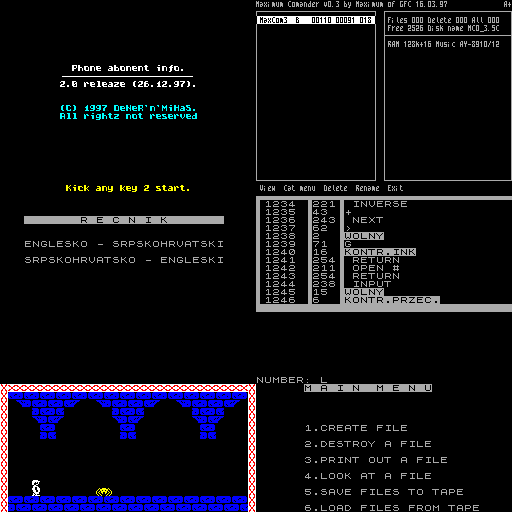 Phone abonent info.
2.0 releaze (26.12.97).
(C) 1997 DeNeR'n'MiHaS.
All rightz not reserved
Kick any key 2 start.
Maximum Comander v0.3 by Maximum of GFC 16.03.97 A+
MaxCom3 B 00110 00091 018
Files 000 Delete 000 All 000
Free 2526 Disk name MCD_3.5C
RAM 128k+16 Music AY-8910/12
View Cat menu Delete Rename Exit
R E C N I K
ENGLESKO - SRPSKOHRVATSKI
SRPSKOHRVATSKO - ENGLESKI
1234 221 INVERSE
1235 43 +
1236 243 NEXT
1237 62 >
1238 2 WOLNY
1239 71 G
1240 16 KONTR.INK
1241 254 RETURN
1242 211 OPEN #
1243 254 RETURN
1244 238 INPUT
1245 15 WOLNY
1246 6 KONTR.PRZEC.
NUMBER: L
M A I N M E N U
1.CREATE FILE
2.DESTROY A FILE
3.PRINT OUT A FILE
4.LOOK AT A FILE
5.SAVE FILES TO TAPE
6.LOAD FILES FROM TAPE